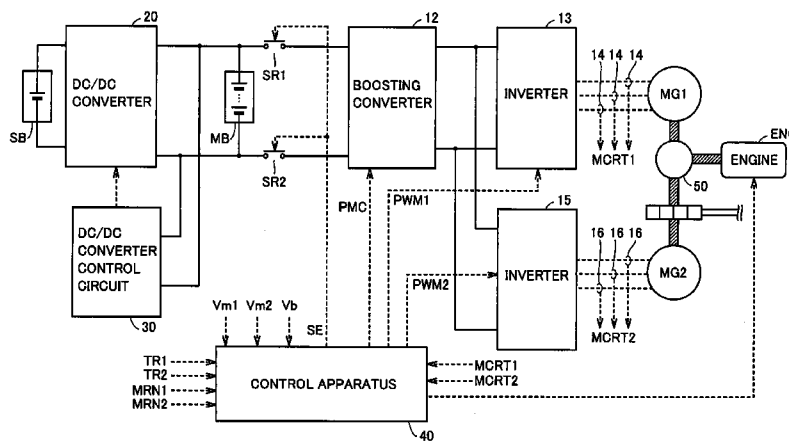 20
12
13
DC/DC
CONVERTER
SB
MB
SR1
SR2
BOOSTING
CONVERTER
INVERTER
14 14 14
MCRT1
MG1
50
ENGINE
EN
DC/DC
CONVERTER
CONTROL
CIRCUIT
30
PMC
PWM1
PWM2
15
INVERTER
16 16 16
MCRT2
MG2
Vm1 Vm2 Vb
SE
TR1
TR2
MRN1
MRN2
CONTROL APPARATUS
MCRT1
MCRT2
40